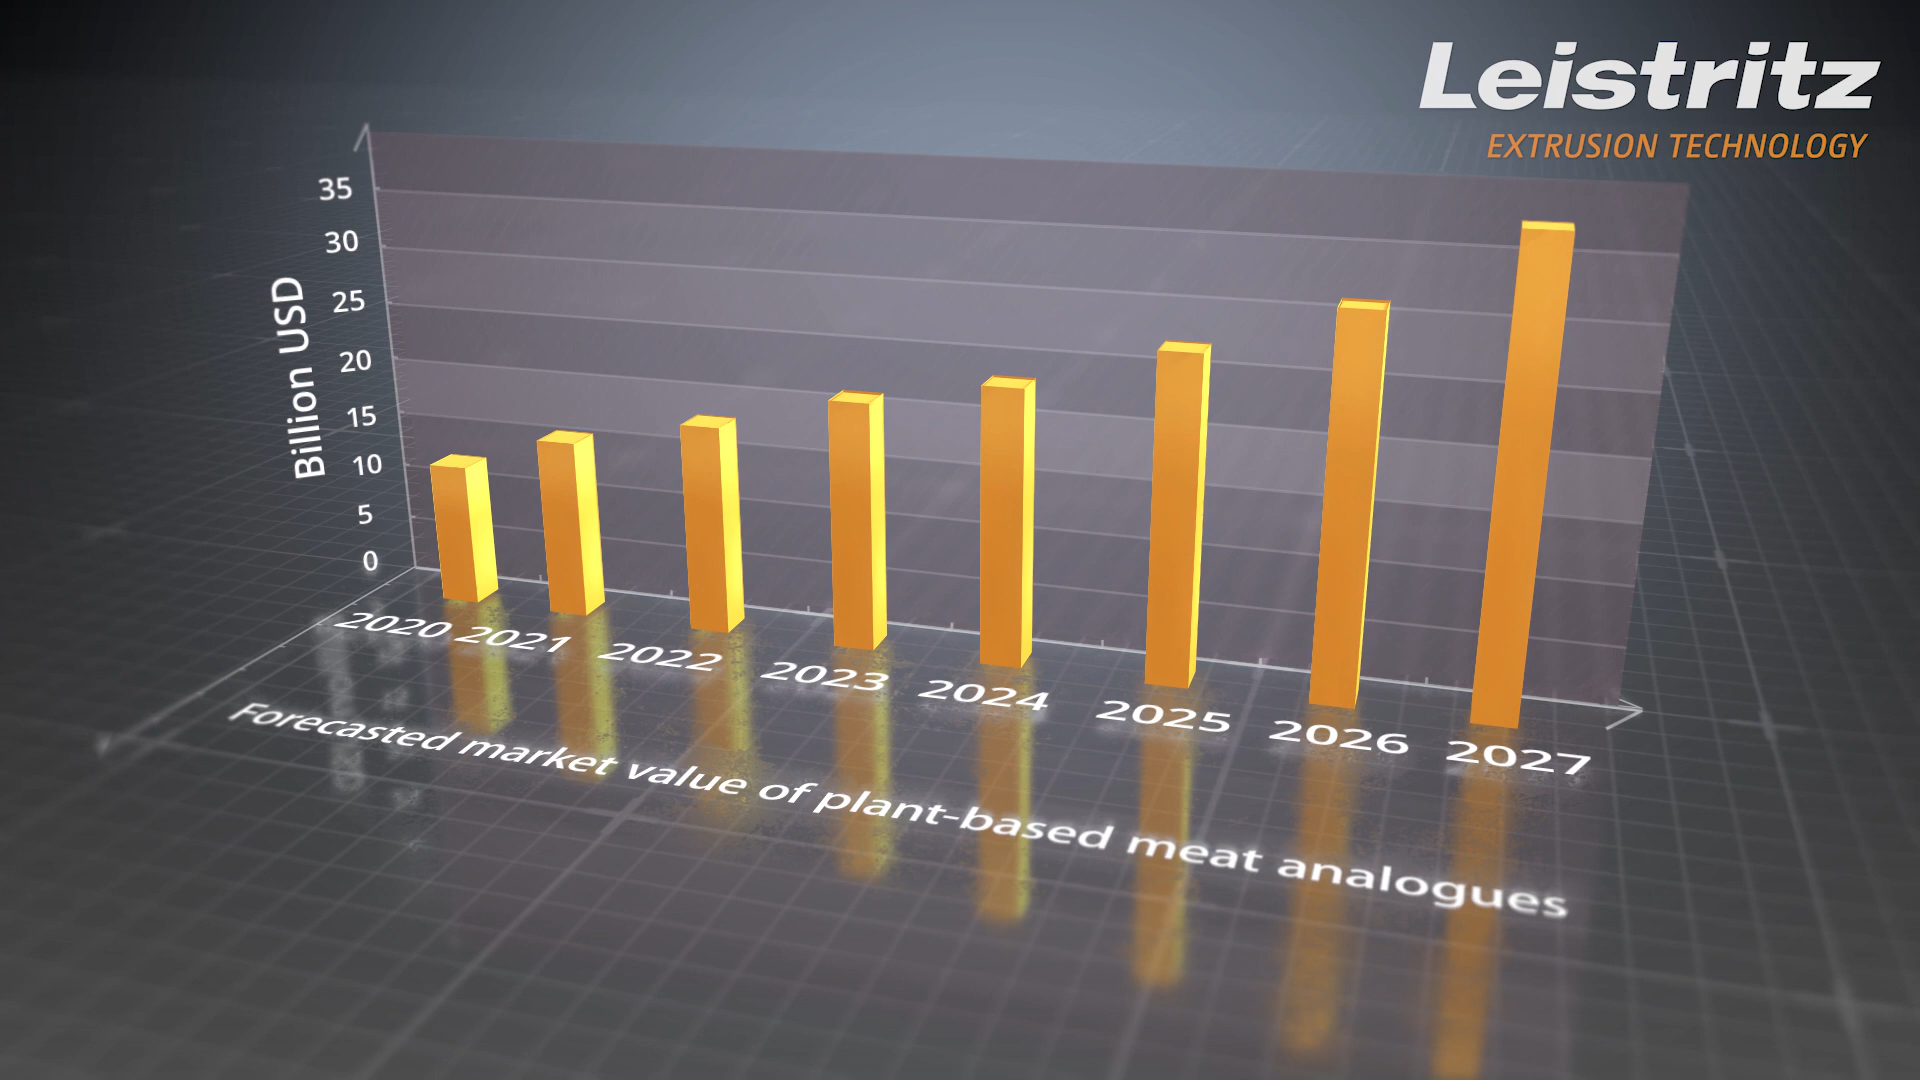 Leistritz
EXTRUSION TECHNOLOGY
Billion USD
35
30
25
20
15
10
5
0
2020 2021 2022 2023 2024 2025 2026 2027
Forecasted market value of plant-based meat analogues